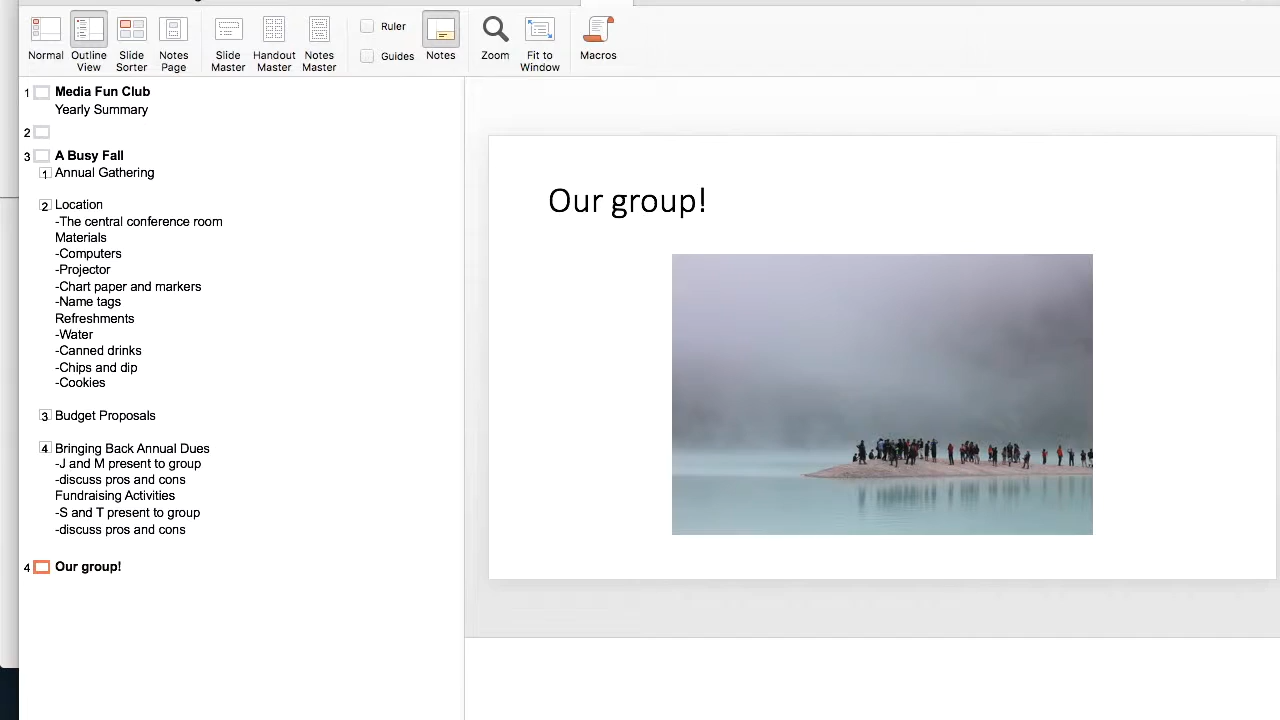 Normal
Outline
View
Slide
Sorter
Notes
Page
Slide
Master
Handout
Master
Notes
Master
Ruler
Guides
Notes
Zoom
Fit to
Window
Macros
1 Media Fun Club
Yearly Summary
2
3 A Busy Fall
1 Annual Gathering
2 Location
-The central conference room
Materials
-Computers
-Projector
-Chart paper and markers
-Name tags
Refreshments
-Water
-Canned drinks
-Chips and dip
-Cookies
3 Budget Proposals
4 Bringing Back Annual Dues
-J and M present to group
-discuss pros and cons
Fundraising Activities
-S and T present to group
-discuss pros and cons
4 Our group!
Our group!